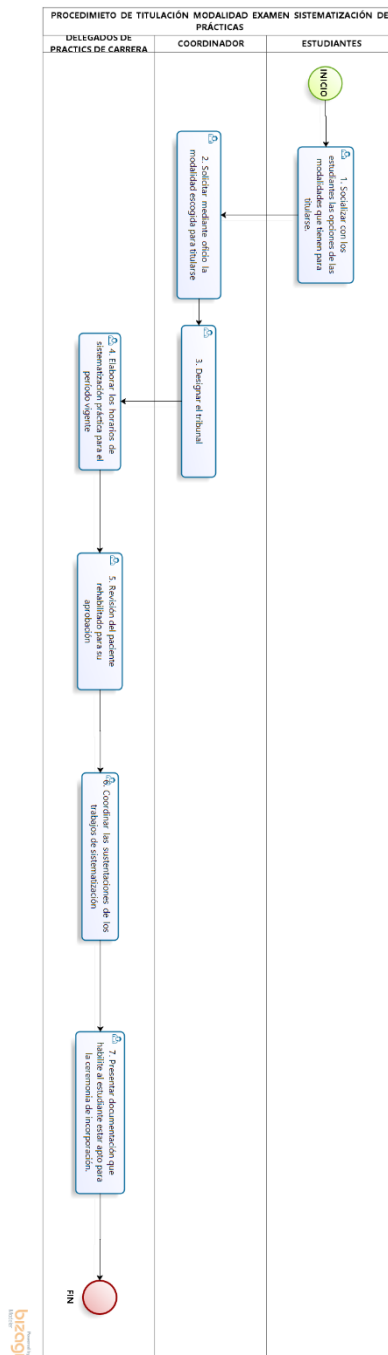 PROCEDIMIETO DE TITULACIÓN MODALIDAD EXAMEN SISTEMATIZACIÓN DE
PRÁCTICAS
DELEGADOS DE
PRACTICS DE CARRERA
COORDINADOR
ESTUDIANTES
INICIO
1. Socializar con los
estudiantes las opciones de las
modalidades que tienen para
titularse.
2. Solicitar mediante oficio la
modalidad escogida para titularse
3. Designar el tribunal
4. Elaborar los horarios de
sistematización práctica para el
período vigente
5. Revisión del paciente
rehabilitado para su
aprobación
6. Coordinar las sustentaciones de los
trabajos de sistematización
7. Presentar documentación que
habilite al estudiante estar apto para
la ceremonia de incorporación.
FIN
Powered by
bizagi
Modeler